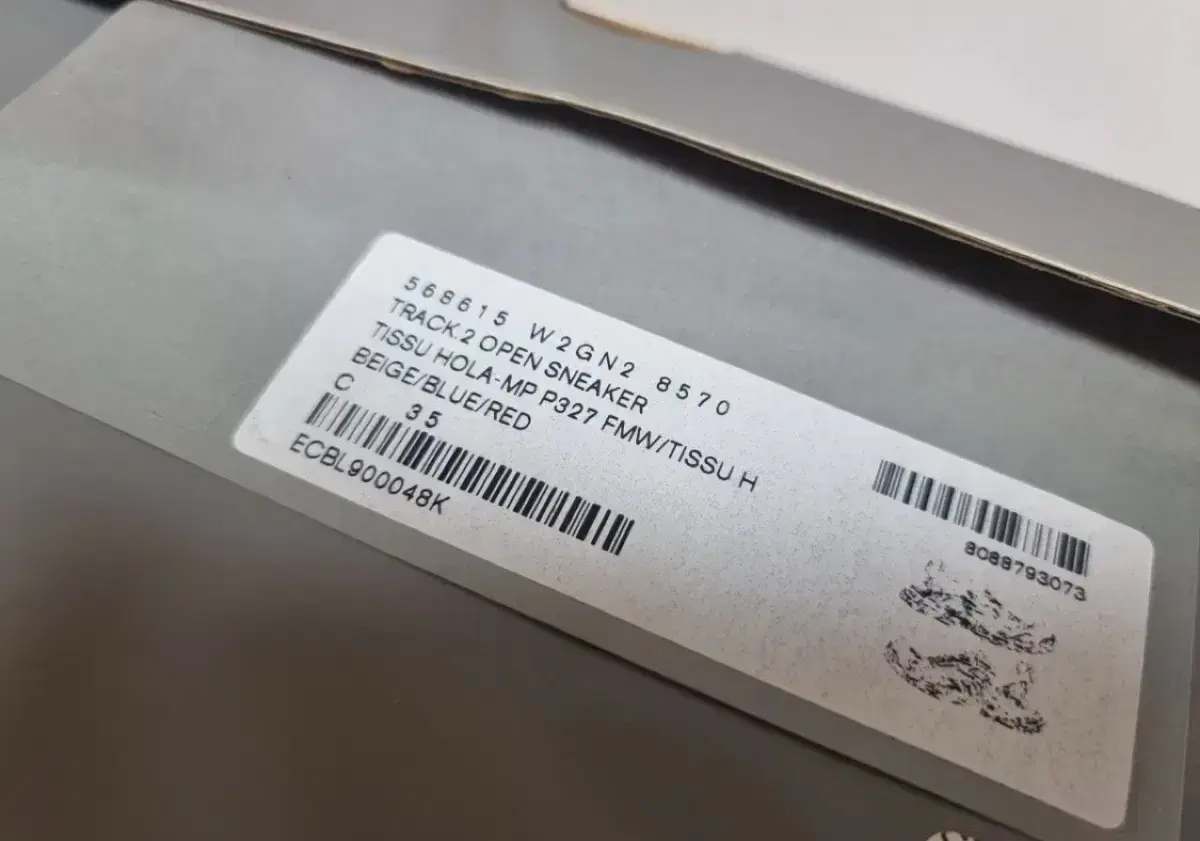 568615 W2GN2 8570
TRACK.2 OPEN SNEAKER
TISSU HOLA-MP P327 FMW/TISSU H
BEIGE/BLUE/RED
C
35
ECBL900048K
8088793073